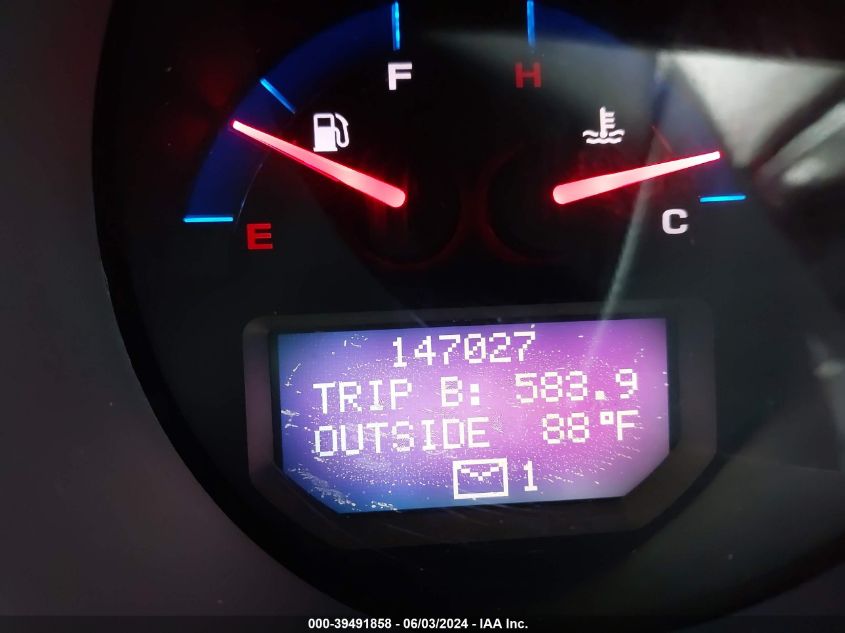 F H
E C
147027
TRIP B: 583.9
OUTSIDE 88°F
1
000-39491858 - 06/03/2024 - IAA Inc.